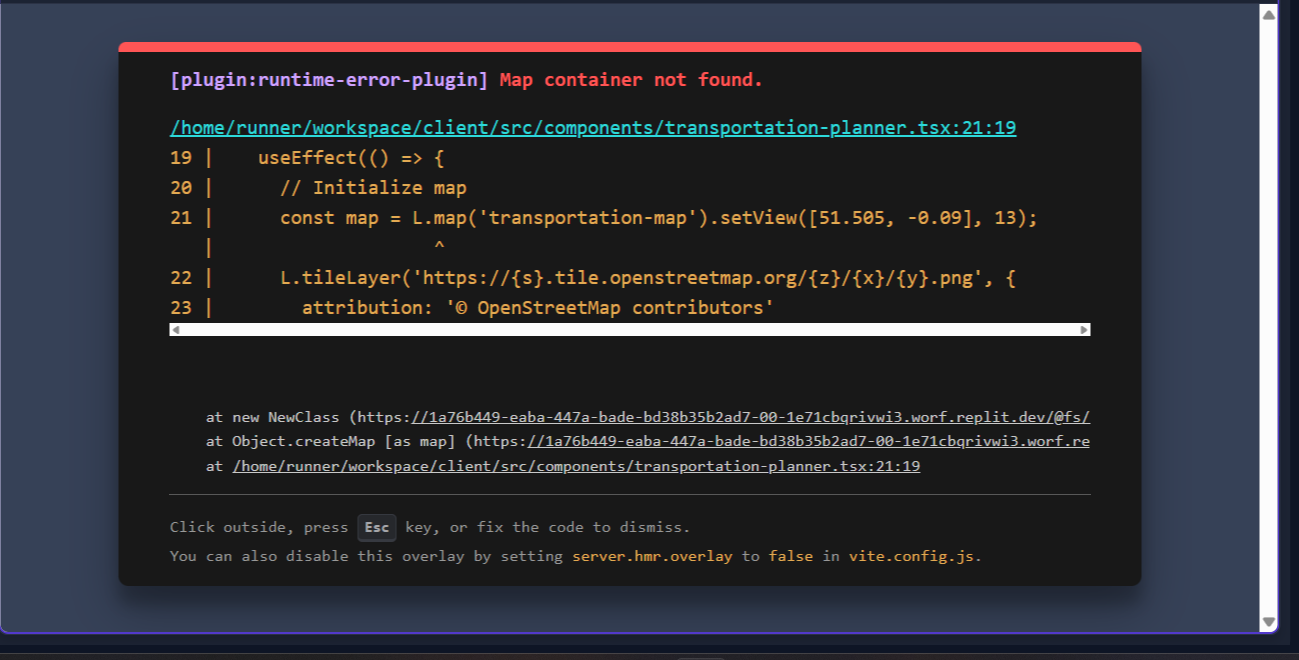 [plugin:runtime-error-plugin] Map container not found.
/home/runner/workspace/client/src/components/transportation-planner.tsx:21:19
19 |    useEffect(() => {
20 |      // Initialize map
21 |      const map = L.map('transportation-map').setView([51.505, -0.09], 13);
   |                    ^
22 |      L.tileLayer('https://{s}.tile.openstreetmap.org/{z}/{x}/{y}.png', {
23 |        attribution: '© OpenStreetMap contributors'
at new NewClass (https://1a76b449-eaba-447a-bade-bd38b35b2ad7-00-1e71cbqrivwi3.worf.replit.dev/@fs/
at Object.createMap [as map] (https://1a76b449-eaba-447a-bade-bd38b35b2ad7-00-1e71cbqrivwi3.worf.re
at /home/runner/workspace/client/src/components/transportation-planner.tsx:21:19
Click outside, press Esc key, or fix the code to dismiss.
You can also disable this overlay by setting server.hmr.overlay to false in vite.config.js.